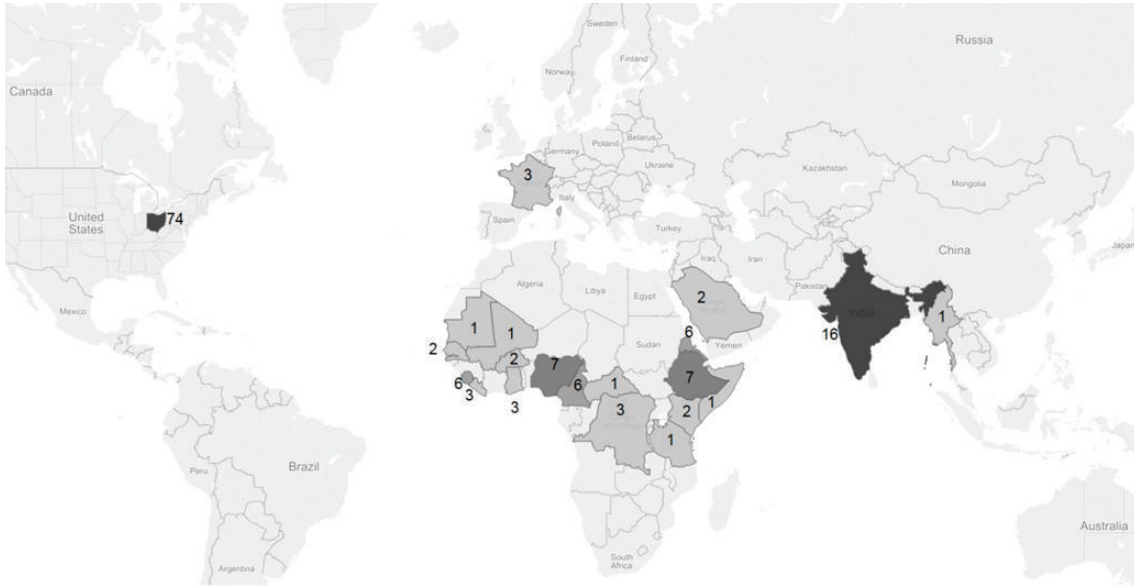 Sweden
Russia
Finland
Norway
Canada
Belarus
Poland
Germany
Ukraine
Kazakhstan
Mongolia
3
Italy
United
States
74
Spain
Turkey
China
Japan
Iraq
Iran
Algeria
Libya
Egypt
Pakistan
Mexico
2
India
1
1
1
6
16
Sudan
Yemen
2
2
7
7
6
6
1
3
3
3
2
1
1
Brazil
Peru
Australia
South
Africa
Argentina